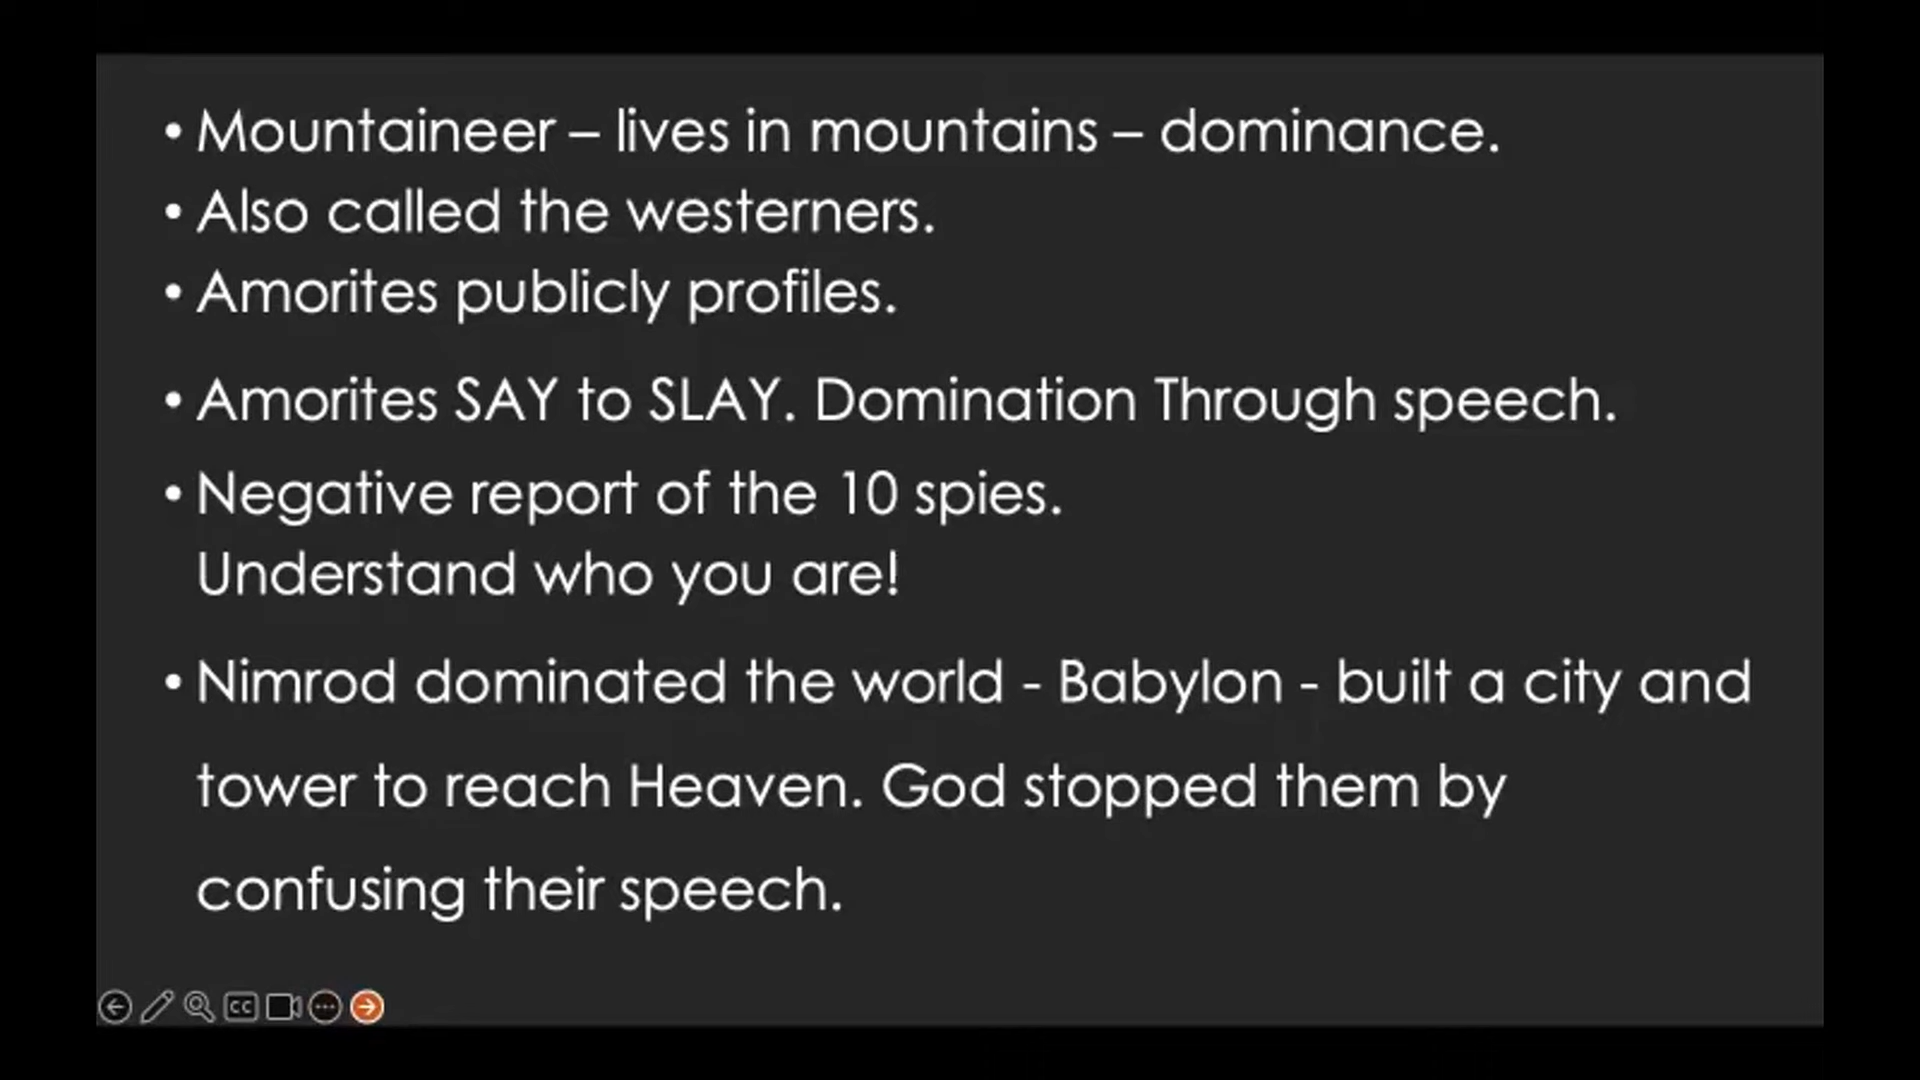 • Mountaineer – lives in mountains – dominance.
• Also called the westerners.
• Amorites publicly profiles.
• Amorites SAY to SLAY. Domination Through speech.
• Negative report of the 10 spies.
Understand who you are!
• Nimrod dominated the world - Babylon - built a city and
tower to reach Heaven. God stopped them by
confusing their speech.
CC